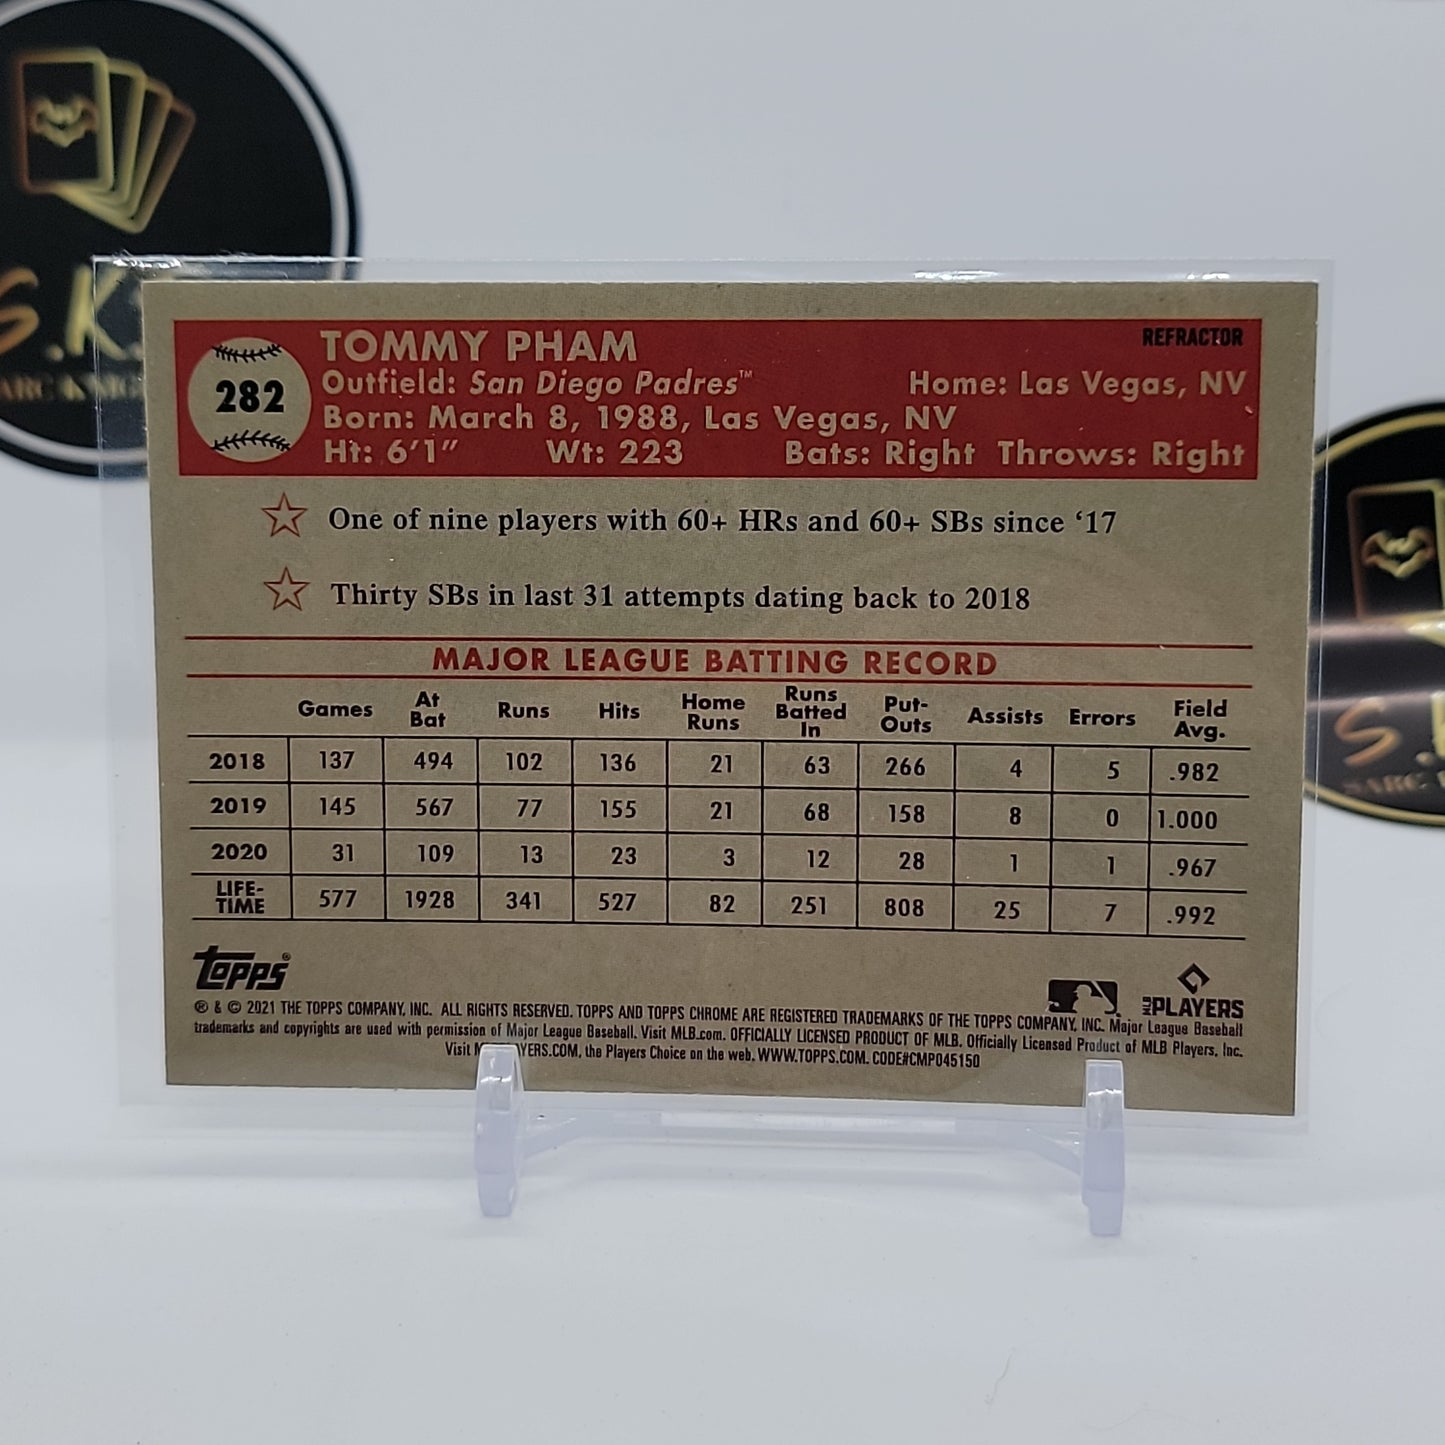 S.K.
REFRACTOR
282
TOMMY PHAM
Outfield: San Diego Padres™ Home: Las Vegas, NV
Born: March 8, 1988, Las Vegas, NV
Ht: 6'1" Wt: 223 Bats: Right Throws: Right
☆ One of nine players with 60+ HRs and 60+ SBs since ‘17
☆ Thirty SBs in last 31 attempts dating back to 2018
MAJOR LEAGUE BATTING RECORD
Games At Bat Runs Hits Home Runs Runs Batted In Put-Outs Assists Errors Field Avg.
2018 137 494 102 136 21 63 266 4 5 .982
2019 145 567 77 155 21 68 158 8 0 1.000
2020 31 109 13 23 3 12 28 1 1 .967
LIFE-TIME 577 1928 341 527 82 251 808 25 7 .992
topps®
MLB PLAYERS
® & © 2021 THE TOPPS COMPANY, INC. ALL RIGHTS RESERVED. TOPPS AND TOPPS CHROME ARE REGISTERED TRADEMARKS OF THE TOPPS COMPANY, INC. Major League Baseball
trademarks and copyrights are used with permission of Major League Baseball. Visit MLB.com. OFFICIALLY LICENSED PRODUCT OF MLB. Officially Licensed Product of MLB Players, Inc.
Visit the Players Choice on the web. WWW.TOPPS.COM. CODE#CMP045150
S.